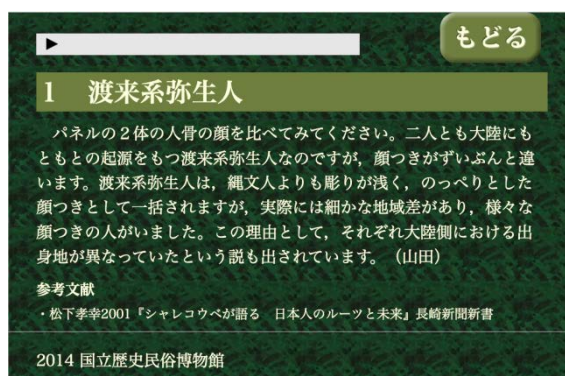 もどる
1 渡来系弥生人
パネルの2体の人骨の顔を比べてみてください。二人とも大陸にも
ともとの起源をもつ渡来系弥生人なのですが，顔つきがずいぶんと違
います。渡来系弥生人は，縄文人よりも彫りが浅く，のっぺりとした
顔つきとして一括されますが，実際には細かな地域差があり，様々な
顔つきの人がいました。この理由として，それぞれ大陸側における出
身地が異なっていたという説も出されています。（山田）
参考文献
・松下孝幸2001『シャレコウベが語る 日本人のルーツと未来』長崎新聞新書
2014 国立歴史民俗博物館